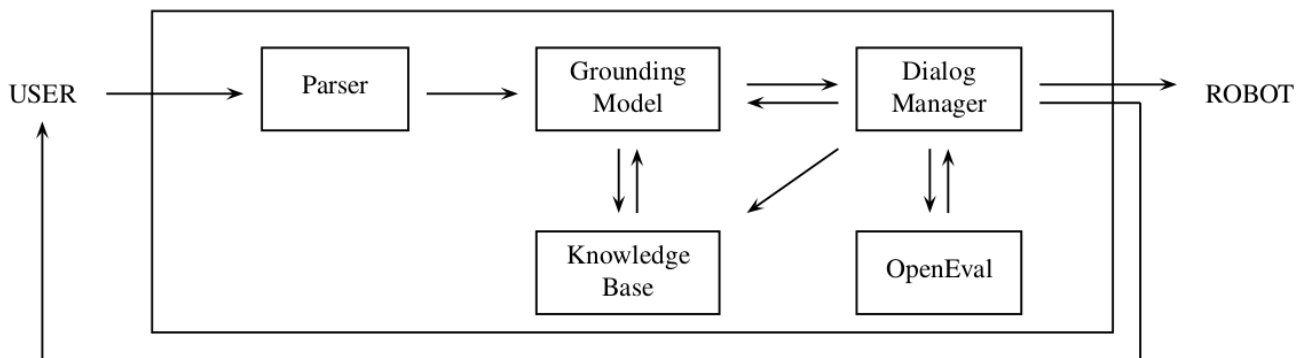 USER
Parser
Grounding
Model
Dialog
Manager
ROBOT
Knowledge
Base
OpenEval